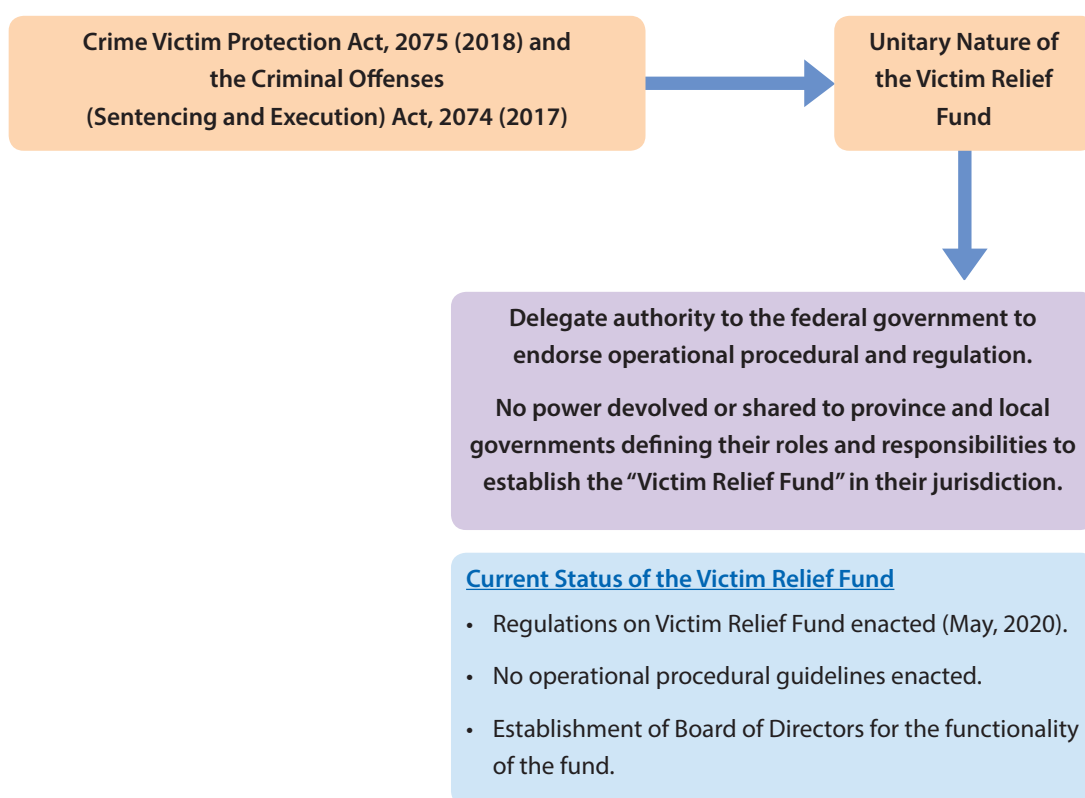 Crime Victim Protection Act, 2075 (2018) and
the Criminal Offenses
(Sentencing and Execution) Act, 2074 (2017)
Unitary Nature of
the Victim Relief
Fund
Delegate authority to the federal government to
endorse operational procedural and regulation.
No power devolved or shared to province and local
governments defining their roles and responsibilities to
establish the “Victim Relief Fund” in their jurisdiction.
Current Status of the Victim Relief Fund
• Regulations on Victim Relief Fund enacted (May, 2020).
• No operational procedural guidelines enacted.
• Establishment of Board of Directors for the functionality
of the fund.